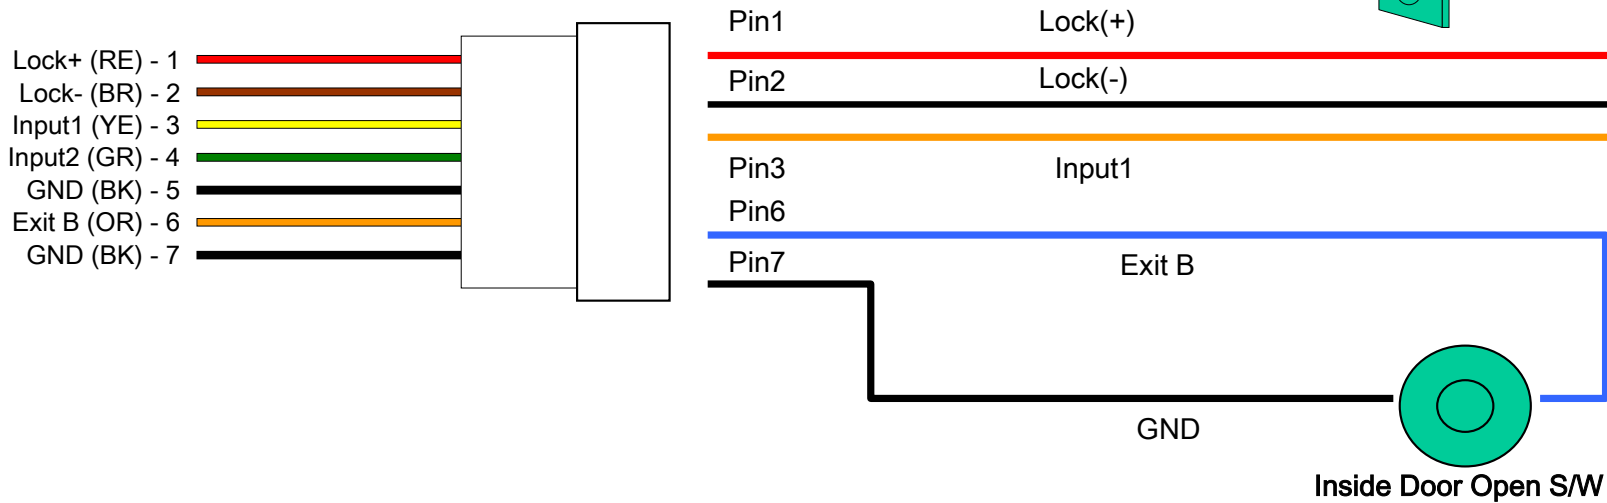 Lock+ (RE) - 1
Lock- (BR) - 2
Input1 (YE) - 3
Input2 (GR) - 4
GND (BK) - 5
Exit B (OR) - 6
GND (BK) - 7
Pin1 Lock(+)
Pin2 Lock(-)
Pin3 Input1
Pin6
Pin7 Exit B
GND
Inside Door Open S/W